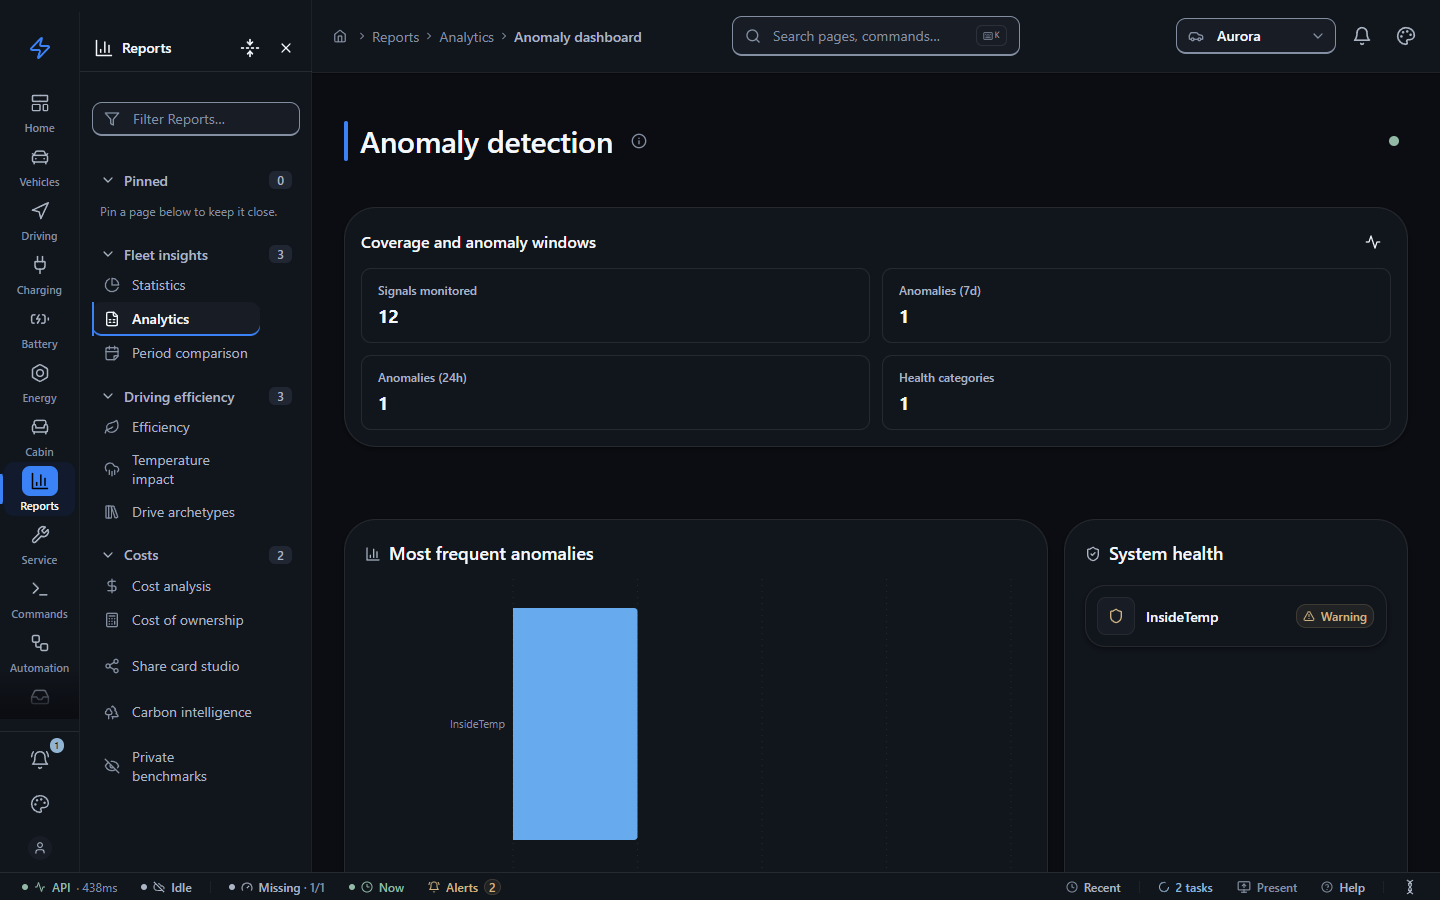 Reports
Reports
Analytics
Anomaly dashboard
Search pages, commands...
K
Aurora
Home
Vehicles
Driving
Charging
Battery
Energy
Cabin
Reports
Service
Commands
Automation
1
Filter Reports...
Pinned
0
Pin a page below to keep it close.
Fleet insights
3
Statistics
Analytics
Period comparison
Driving efficiency
3
Efficiency
Temperature
impact
Drive archetypes
Costs
2
Cost analysis
Cost of ownership
Share card studio
Carbon intelligence
Private
benchmarks
Anomaly detection
Coverage and anomaly windows
Signals monitored
12
Anomalies (7d)
1
Anomalies (24h)
1
Health categories
1
Most frequent anomalies
InsideTemp
System health
InsideTemp
Warning
API · 438ms
Idle
Missing · 1/1
Now
Alerts 2
Recent
2 tasks
Present
Help